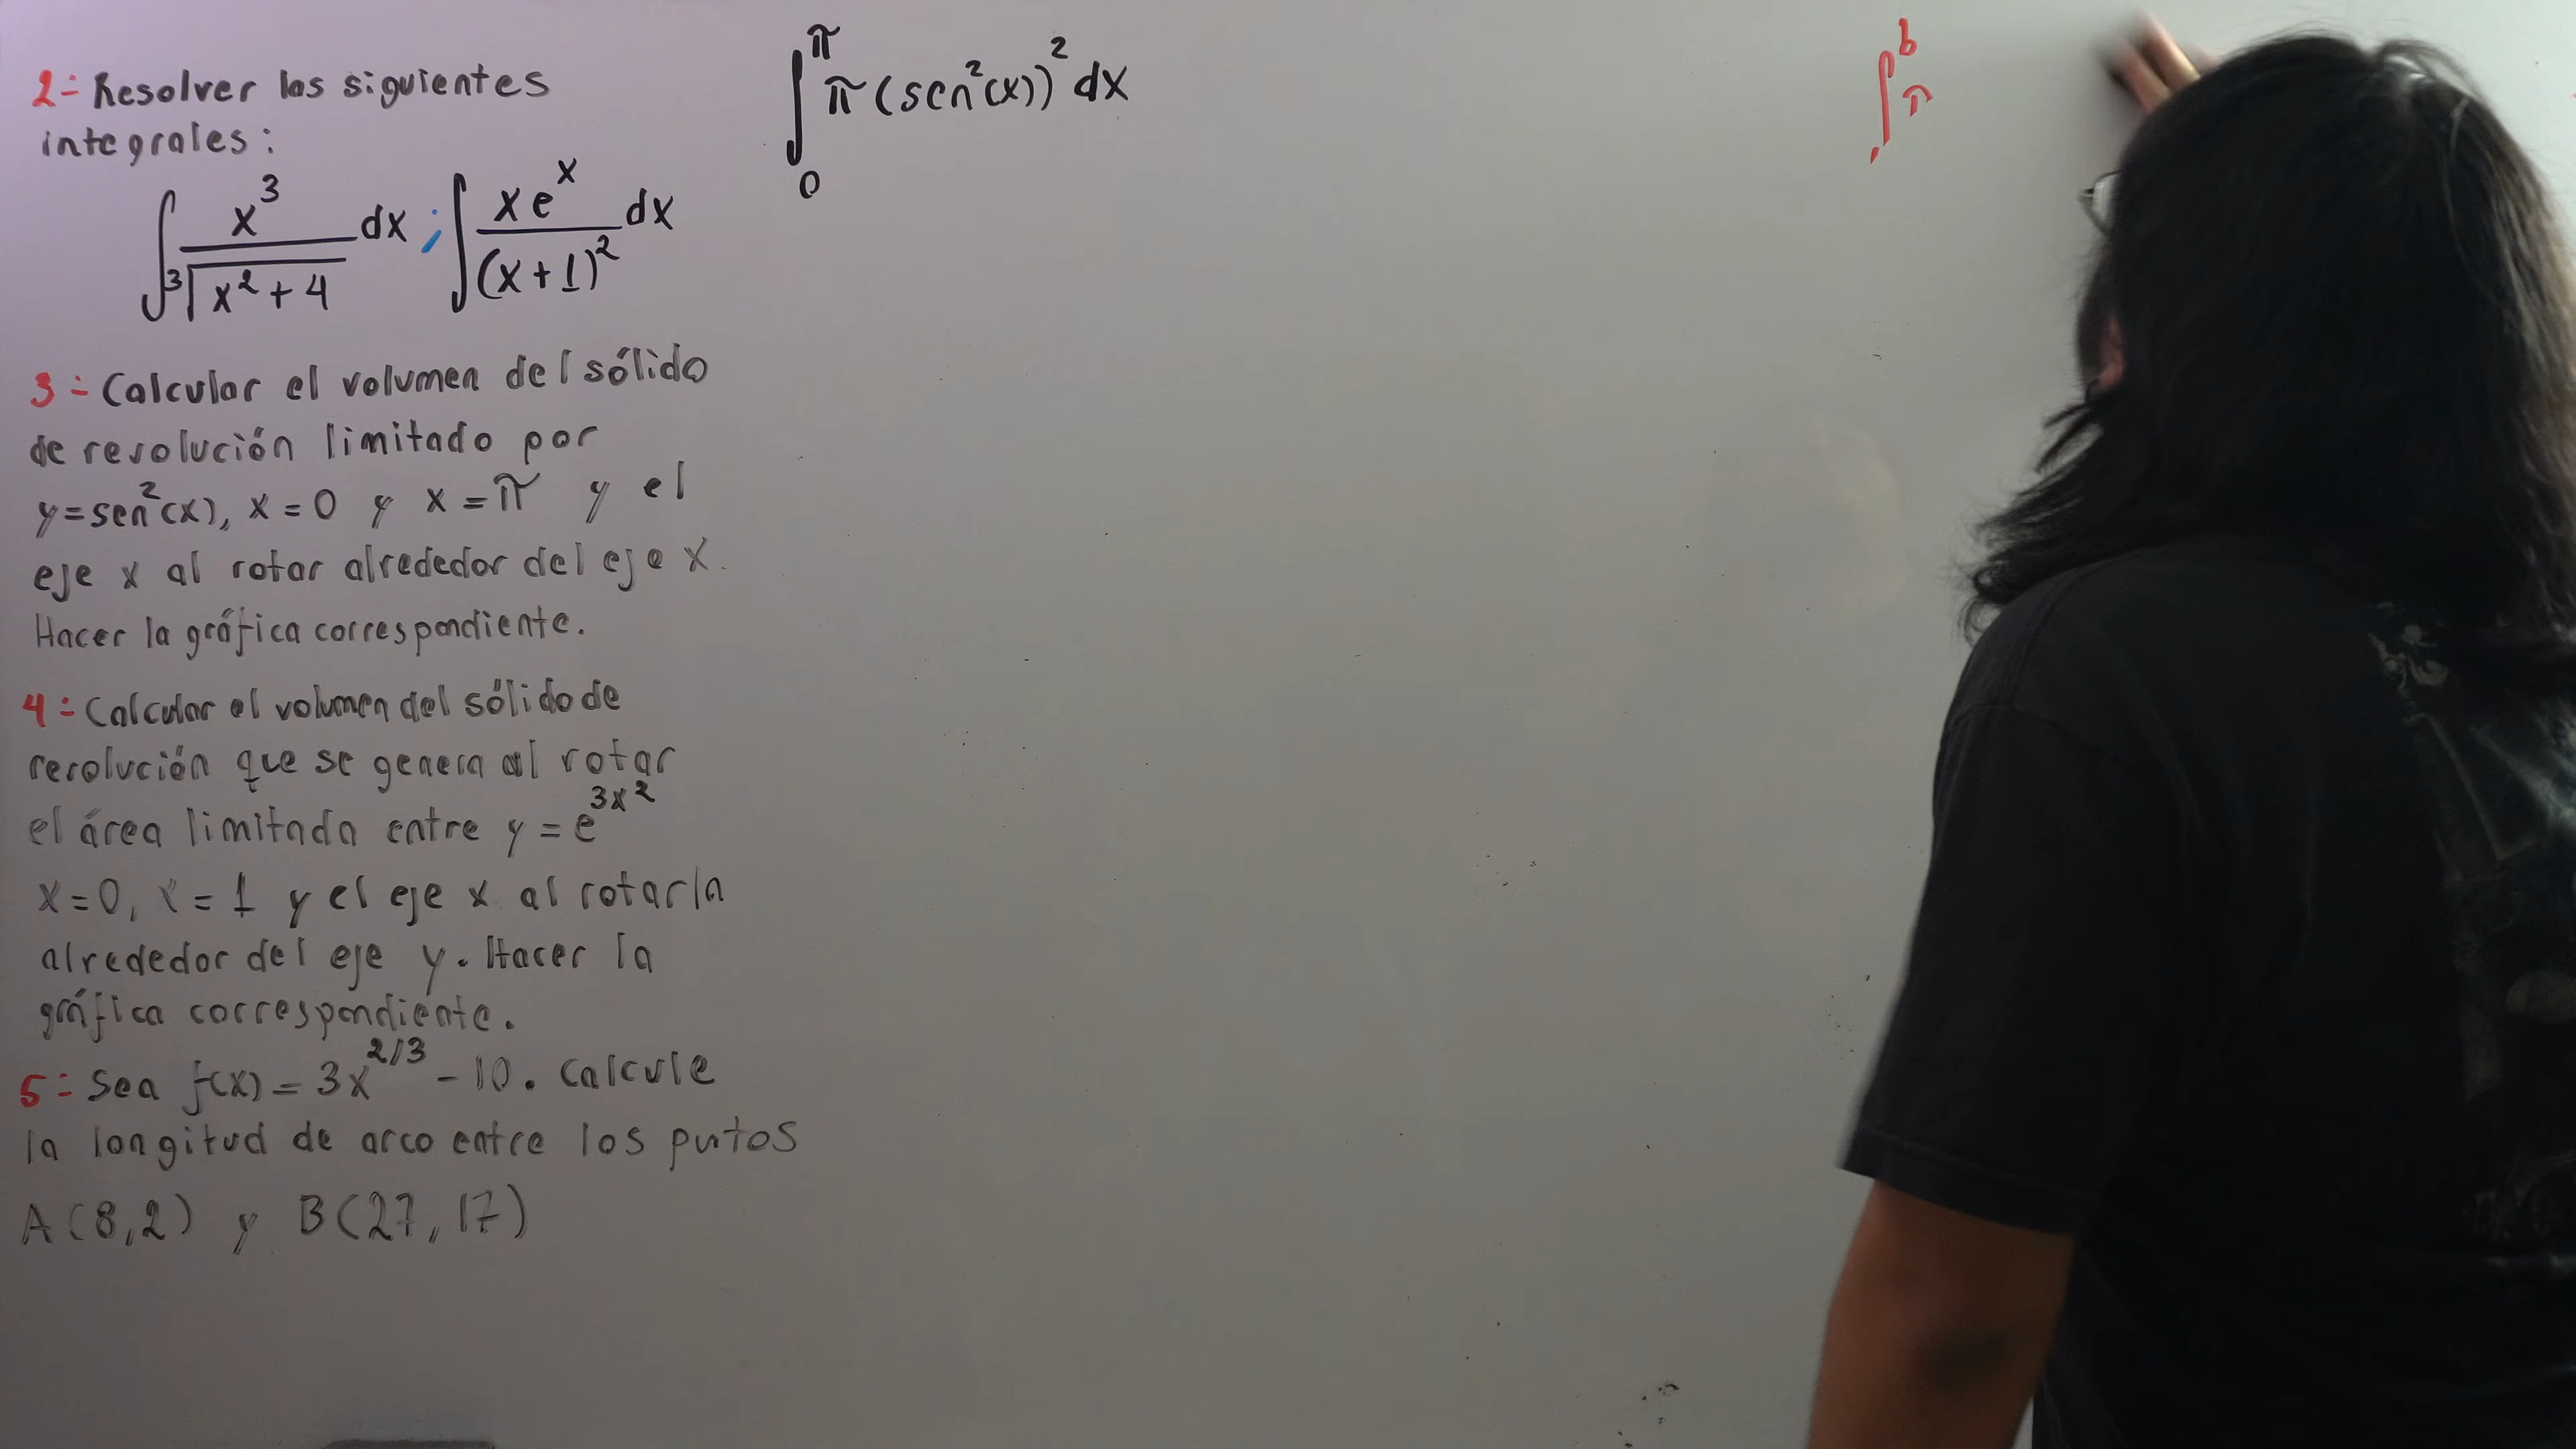 2- Resolver las siguientes
integrales:
∫ x³ / ³√(x² + 4) dx ; ∫ x eˣ / (x + 1)² dx
3- Calcular el volumen del sólido
de resolución limitado por
y = sen²(x), x = 0 y x = π y el
eje x al rotar alrededor del eje x.
Hacer la gráfica correspondiente.
4- Calcular el volumen del sólido de
resolución que se genera al rotar
el área limitada entre y = e^(3x²)
x = 0, x = 1 y el eje x al rotarla
alrededor del eje y. Hacer la
gráfica correspondiente.
5- Sea f(x) = 3x^(2/3) - 10. Calcule
la longitud de arco entre los putos
A(8,2) y B(27,17)
∫₀^π π (sen²(x))² dx
∫ᵇ π